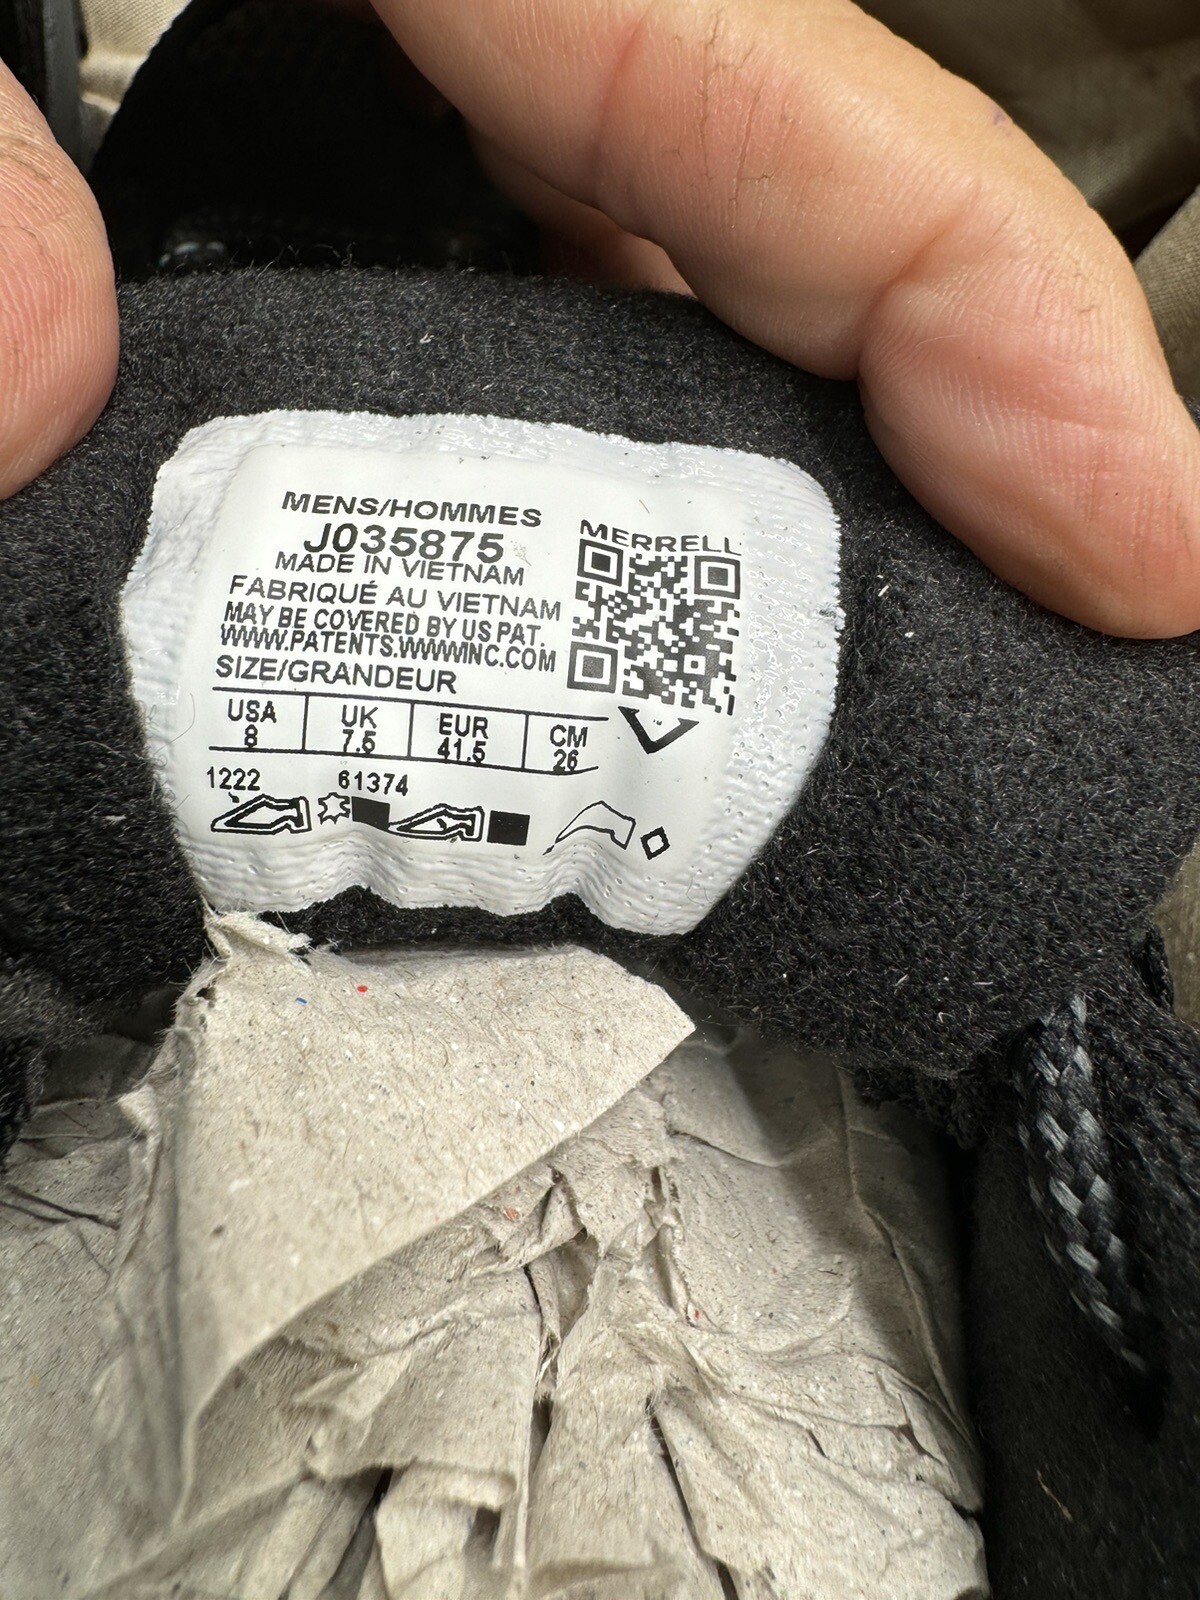 MENS/HOMMES
J035875
MADE IN VIETNAM
FABRIQUÉ AU VIETNAM
MAY BE COVERED BY US PAT.
WWW.PATENTS.WWWINC.COM
SIZE/GRANDEUR
MERRELL
USA UK EUR CM
8 7.5 41.5 26
1222 61374